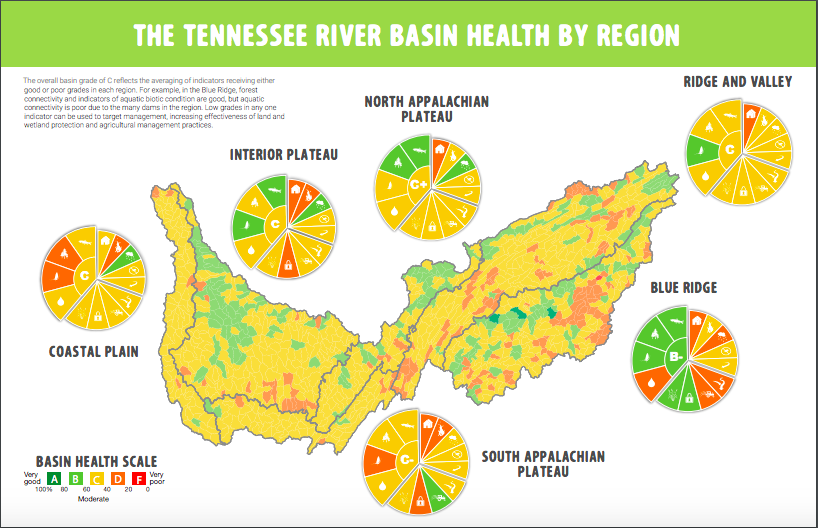 THE TENNESSEE RIVER BASIN HEALTH BY REGION
The overall basin grade of C reflects the averaging of indicators receiving either
good or poor grades in each region. For example, in the Blue Ridge, forest
connectivity and indicators of aquatic biotic condition are good, but aquatic
connectivity is poor due to the many dams in the region. Low grades in any one
indicator can be used to target management, increasing effectiveness of land and
wetland protection and agricultural management practices.
RIDGE AND VALLEY
C
NORTH APPALACHIAN
PLATEAU
C+
INTERIOR PLATEAU
C
C
COASTAL PLAIN
BLUE RIDGE
B-
C-
SOUTH APPALACHIAN
PLATEAU
BASIN HEALTH SCALE
Very
good
A B C D F
Very
poor
100% 80 60 40 20 0
Moderate